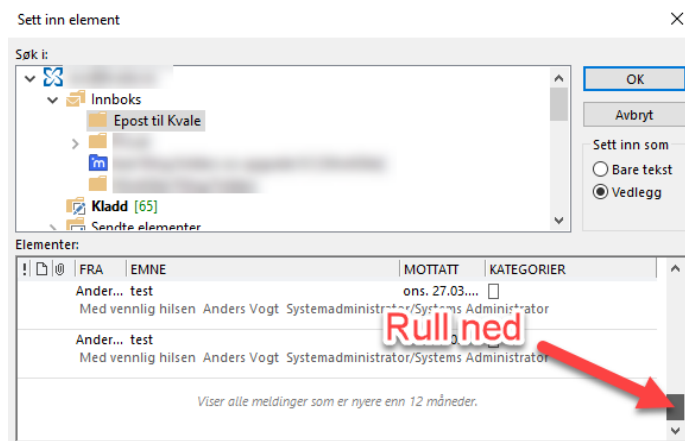 Sett inn element
Søk i:
Innboks
Epost til Kvale
Kladd [65]
Sendte elementer
OK
Avbryt
Sett inn som
Bare tekst
Vedlegg
Elementer:
! FRA EMNE MOTTATT KATEGORIER
Ander... test ons. 27.03....
Med vennlig hilsen Anders Vogt Systemadministrator/Systems Administrator
Ander... test
Med vennlig hilsen Anders Vogt Systemadministrator/Systems Administrator
Rull ned
Viser alle meldinger som er nyere enn 12 måneder.